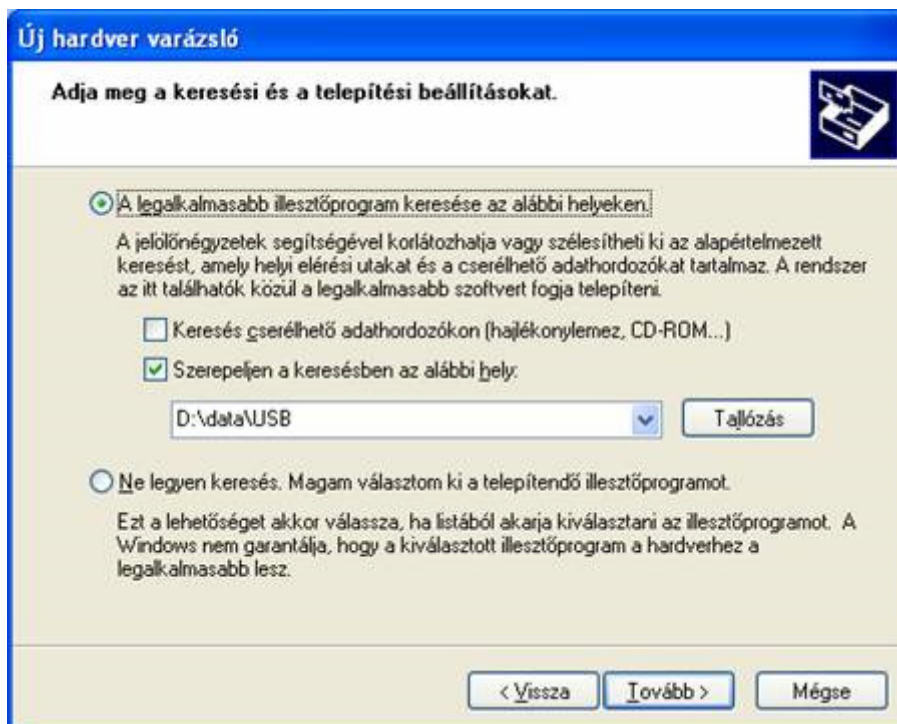 Új hardver varázsló
Adja meg a keresési és a telepítési beállításokat.
A legalkalmasabb illesztőprogram keresése az alábbi helyeken.
A jelölőnégyzetek segítségével korlátozhatja vagy szélesítheti ki az alapértelmezett
keresést, amely helyi elérési utakat és a cserélhető adathordozókat tartalmaz. A rendszer
az itt találhatók közül a legalkalmasabb szoftvert fogja telepíteni.
Keresés cserélhető adathordozókon (hajlékonylemez, CD-ROM...)
Szerepeljen a keresésben az alábbi hely:
D:\data\USB
Tallózás
Ne legyen keresés. Magam választom ki a telepítendő illesztőprogramot.
Ezt a lehetőséget akkor válassza, ha listából akarja kiválasztani az illesztőprogramot. A
Windows nem garantálja, hogy a kiválasztott illesztőprogram a hardverhez a
legalkalmasabb lesz.
< Vissza Tovább > Mégse